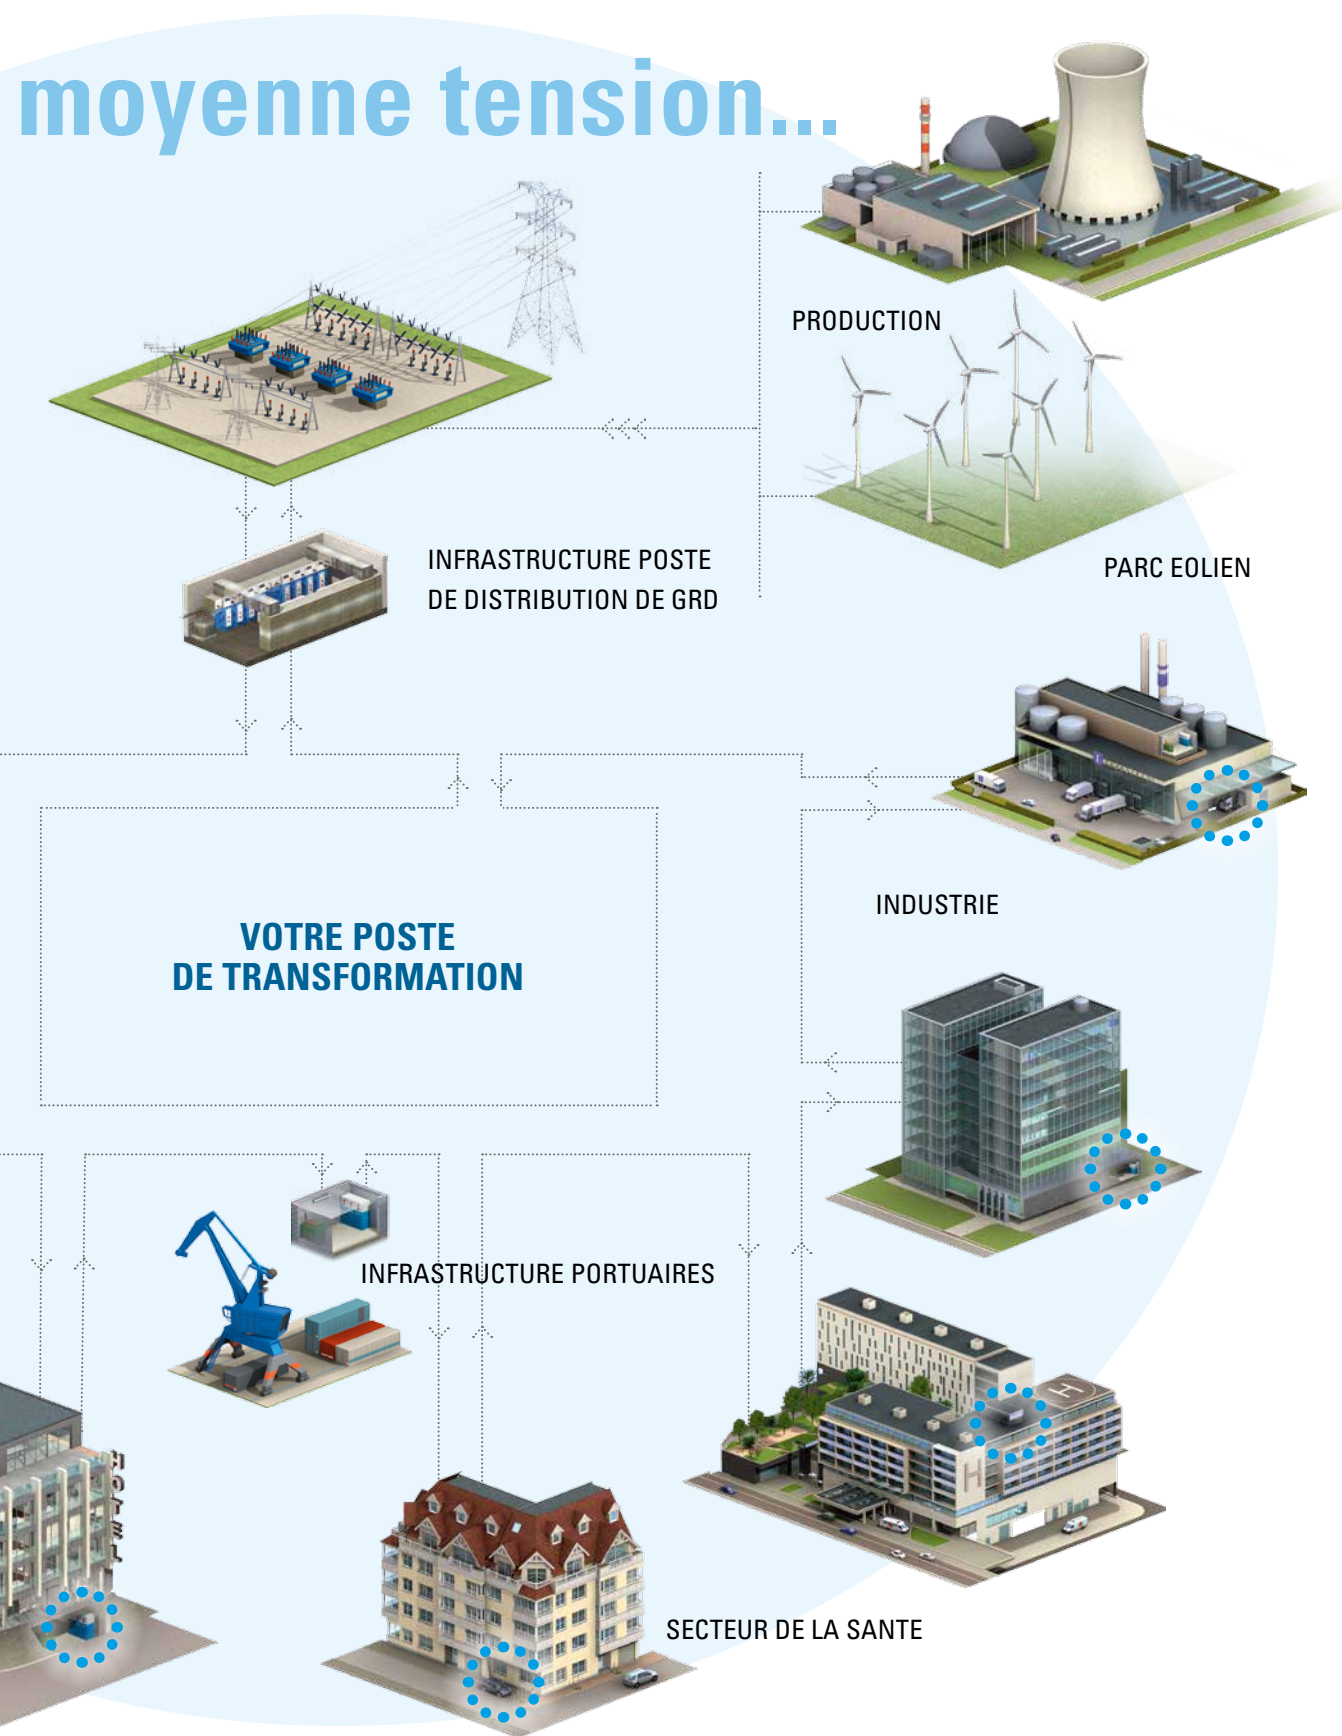 moyenne tension...
PRODUCTION
PARC EOLIEN
INFRASTRUCTURE POSTE
DE DISTRIBUTION DE GRD
INDUSTRIE
VOTRE POSTE
DE TRANSFORMATION
INFRASTRUCTURE PORTUAIRES
HOTEL
H
H
SECTEUR DE LA SANTE